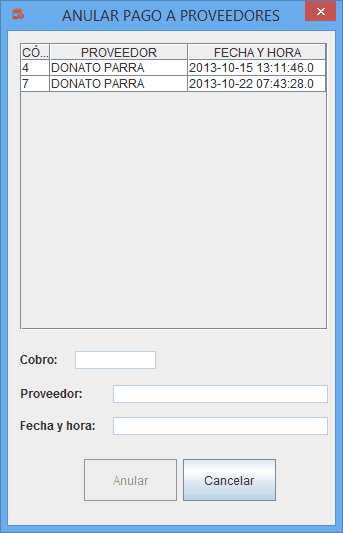 ANULAR PAGO A PROVEEDORES
CÓ... PROVEEDOR FECHA Y HORA
4 DONATO PARRA 2013-10-15 13:11:46.0
7 DONATO PARRA 2013-10-22 07:43:28.0
Cobro:
Proveedor:
Fecha y hora:
Anular Cancelar